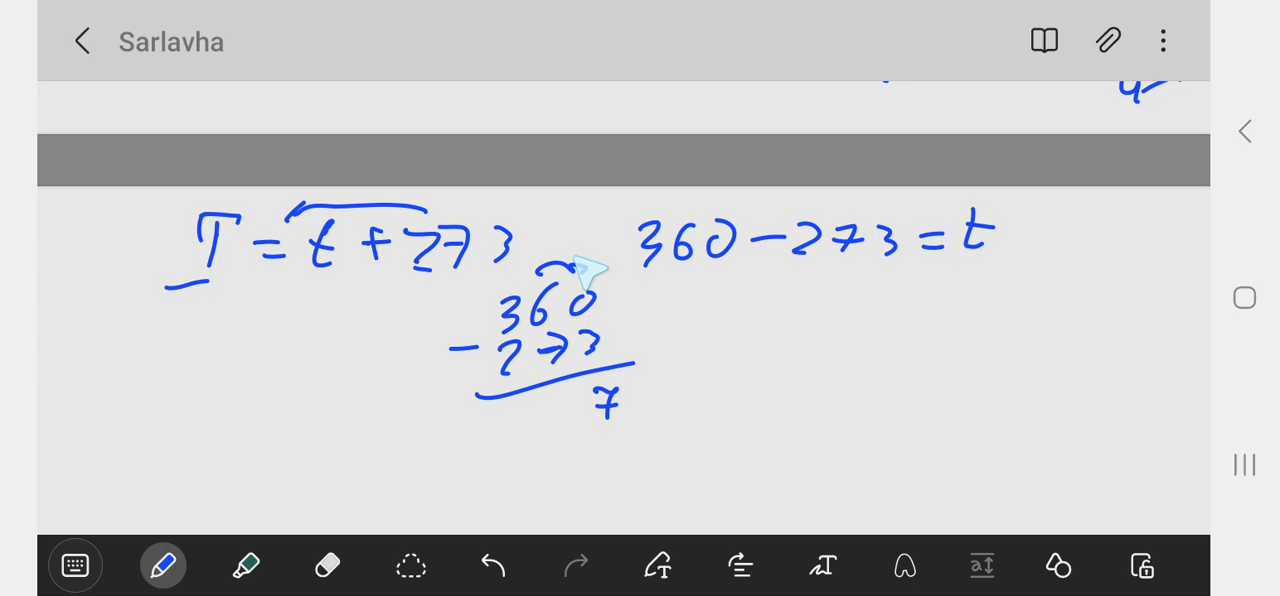 Sarlavha
T = t + 273 360 - 273 = t
360
- 273
7